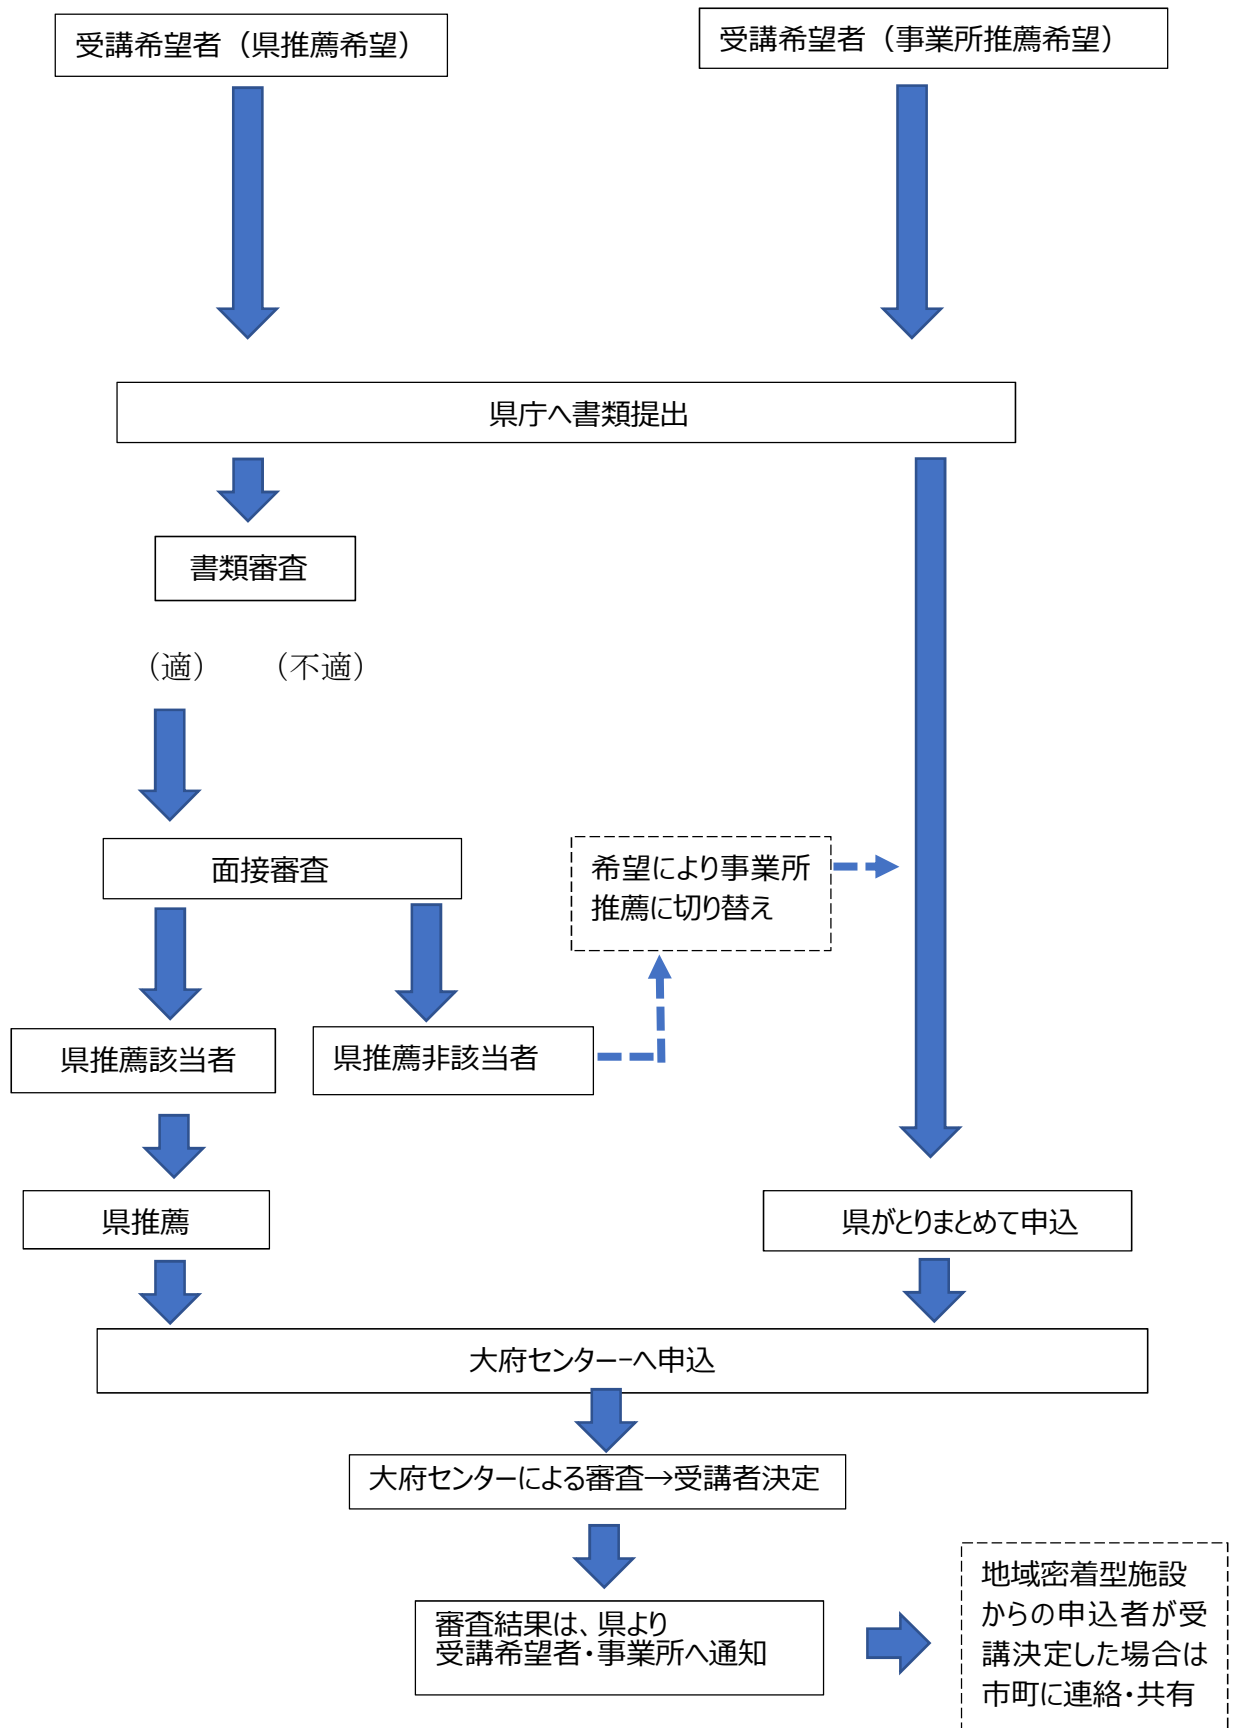 受講希望者（県推薦希望）
受講希望者（事業所推薦希望）
県庁へ書類提出
書類審査
（適）　（不適）
面接審査
希望により事業所
推薦に切り替え
県推薦該当者
県推薦非該当者
県推薦
県がとりまとめて申込
大府センター-へ申込
大府センターによる審査→受講者決定
審査結果は、県より
受講希望者・事業所へ通知
地域密着型施設
からの申込者が受
講決定した場合は
市町に連絡・共有